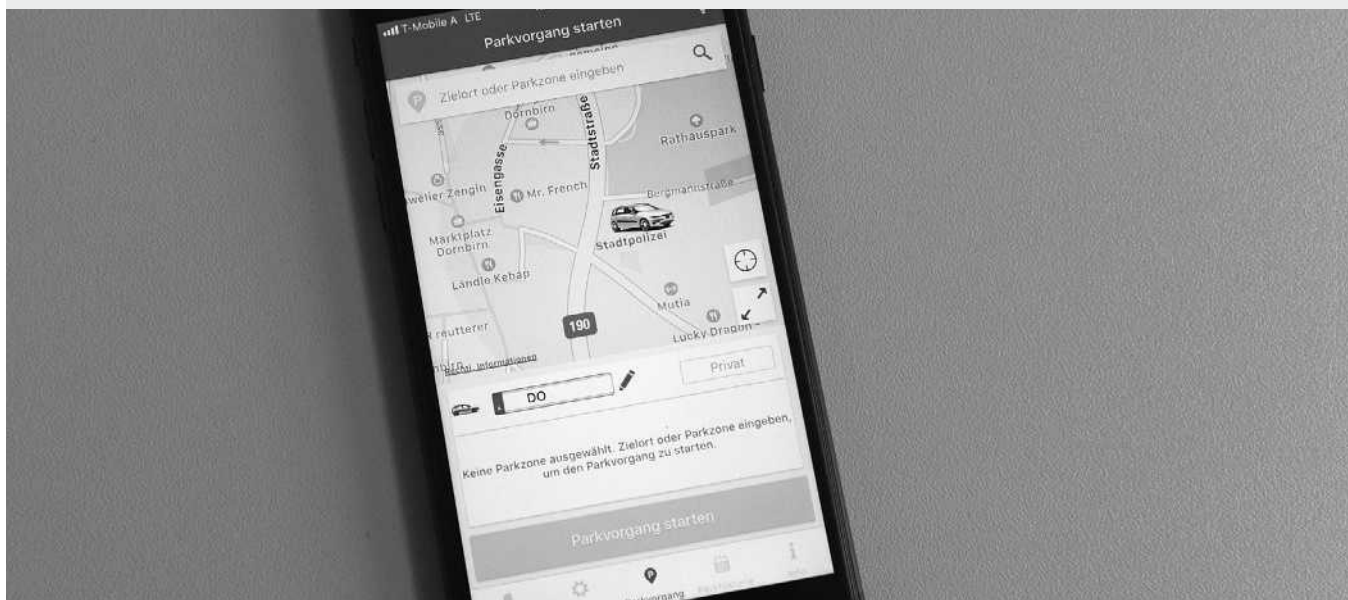 T-Mobile A LTE
Parkvorgang starten
Zielort oder Parkzone eingeben
Dornbirn
Stadtstraße
Rathauspark
Eisengasse
Zengin
Mr. French
Bergmannstraße
Marktplatz
Dornbirn
Stadtpolizei
Ländle Kebap
Mutia
190
reutterer
Lucky Dragon
Rechtl. Informationen
DO
Privat
Keine Parkzone ausgewählt. Zielort oder Parkzone eingeben,
um den Parkvorgang zu starten.
Parkvorgang starten